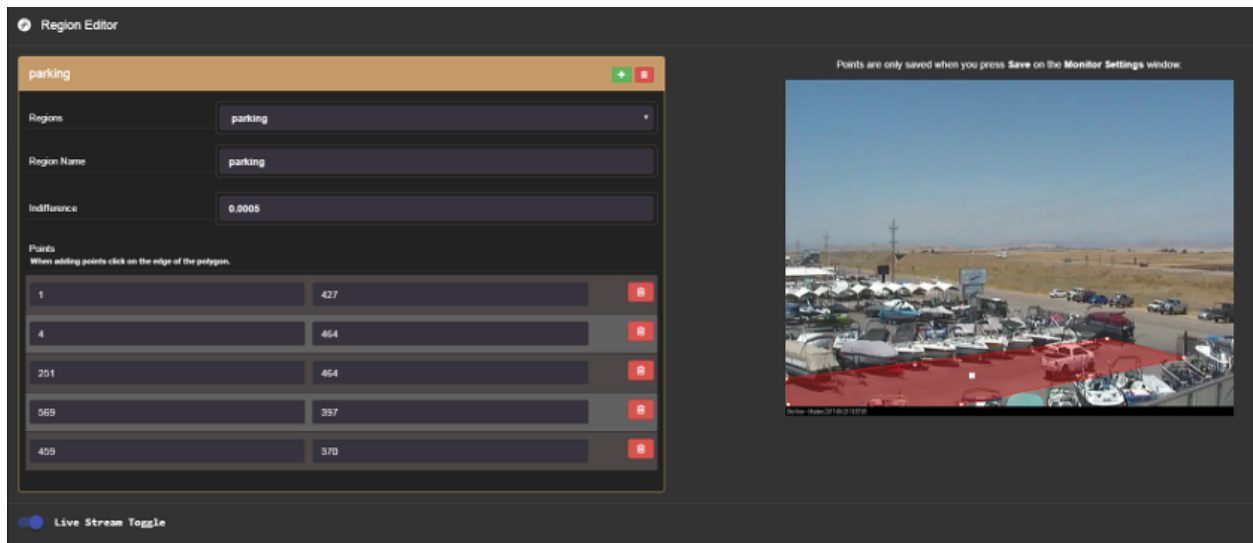 Region Editor
parking
Points are only saved when you press Save on the Monitor Settings window.
Regions
parking
Region Name
parking
Indifference
0.0005
Points
When adding points click on the edge of the polygon.
1 427
4 464
251 464
569 397
459 370
Live Stream Toggle